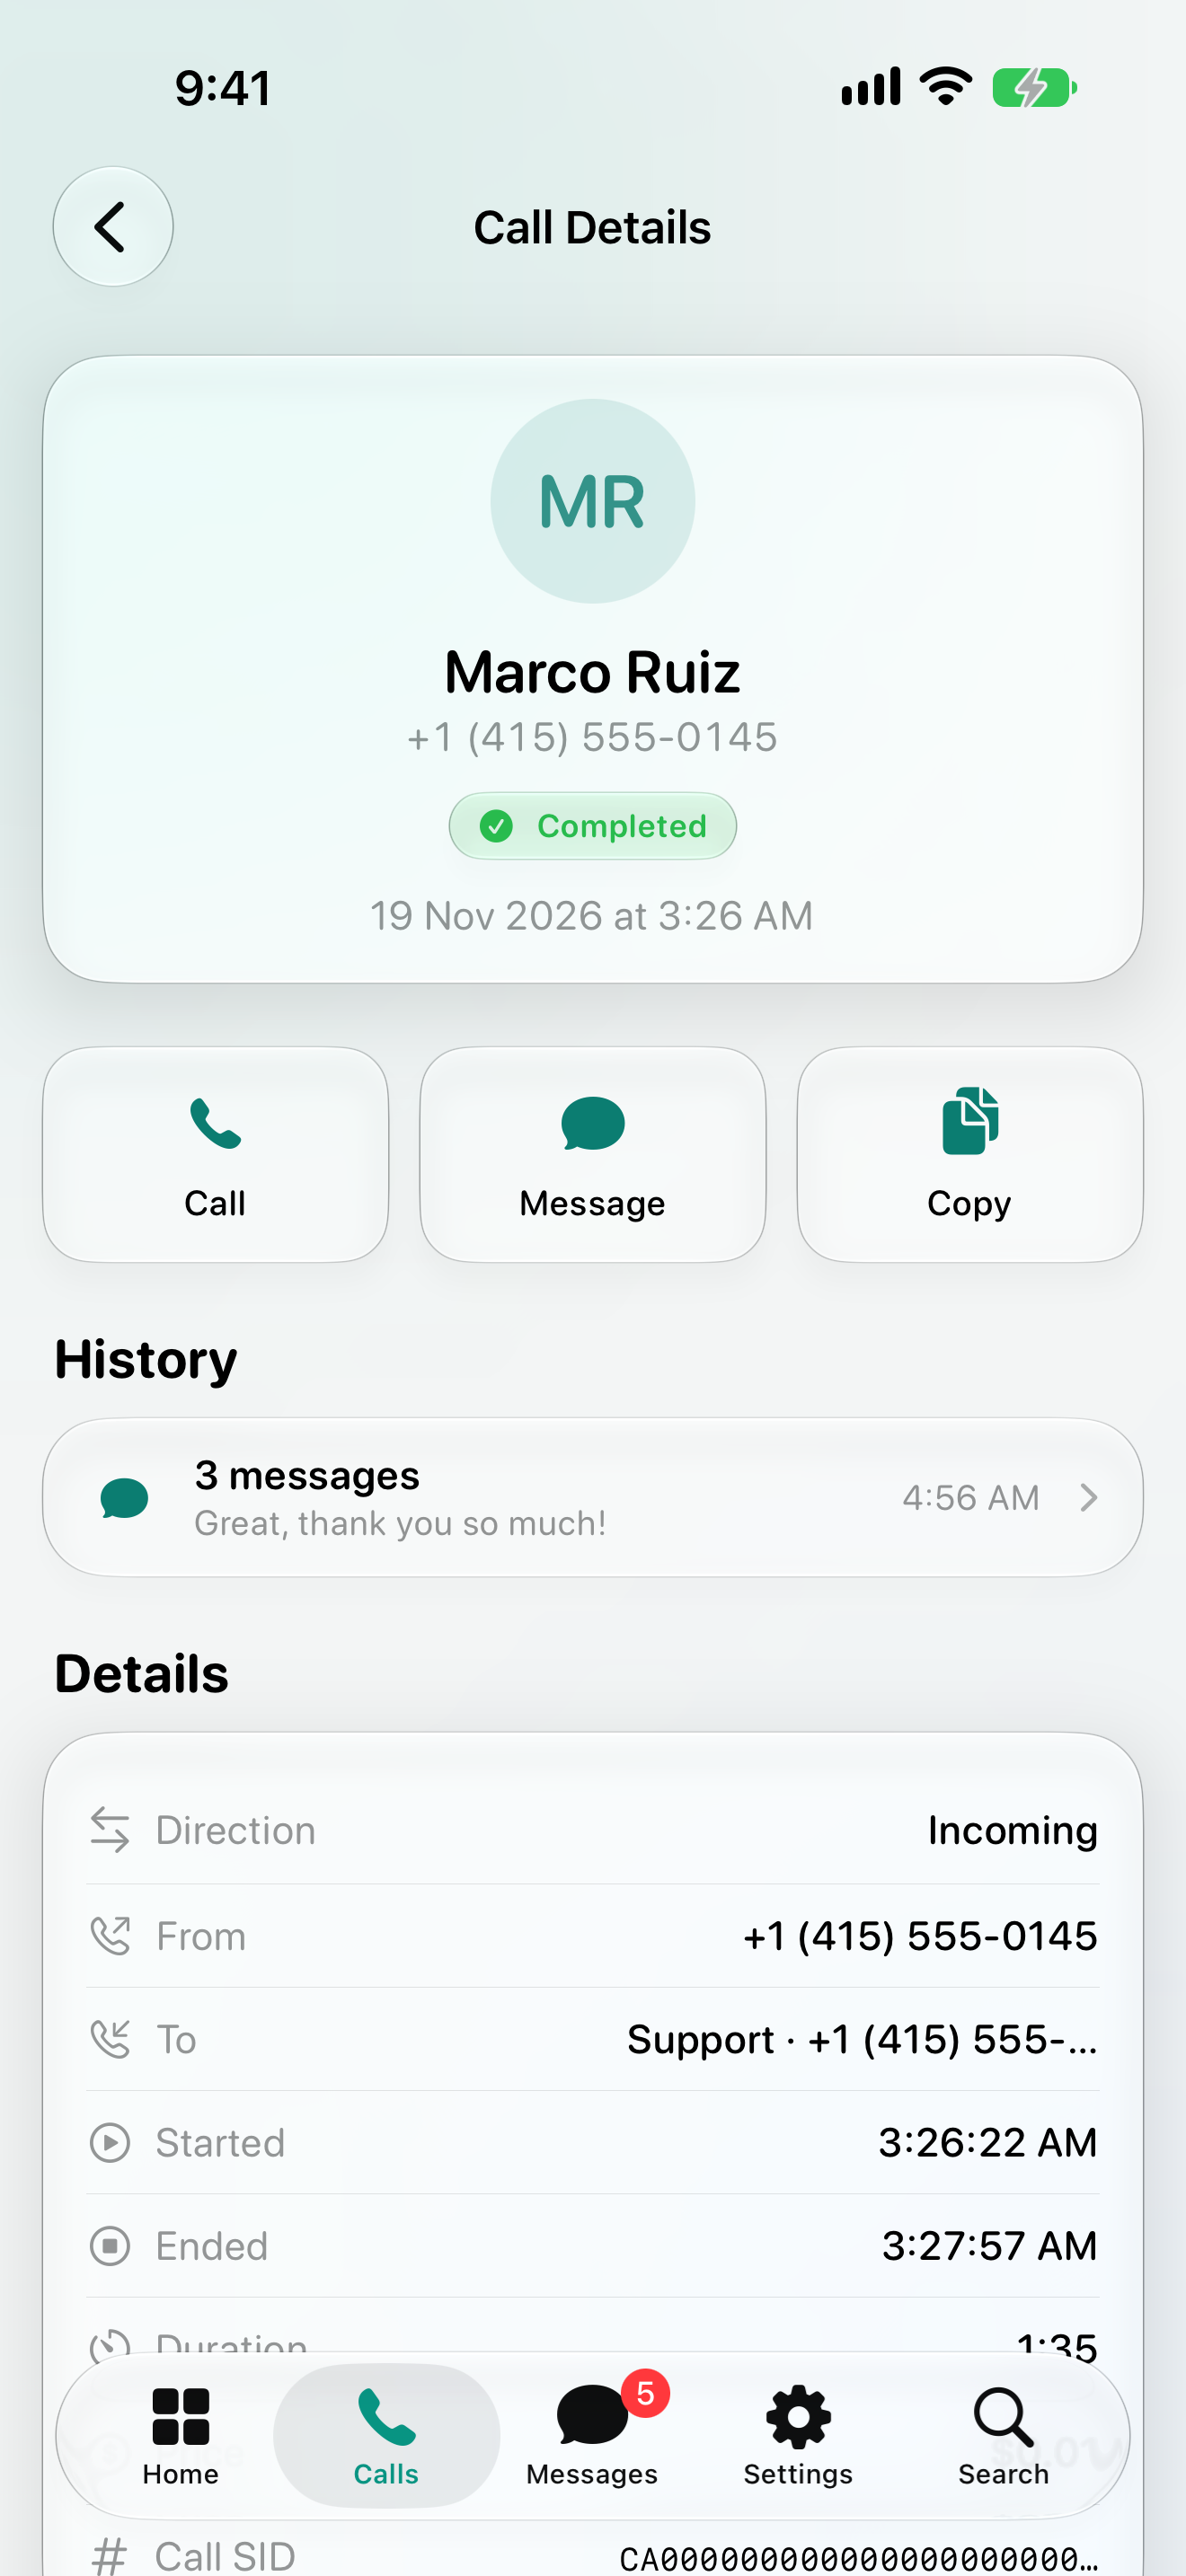 9:41
Call Details
MR
Marco Ruiz
+1 (415) 555-0145
Completed
19 Nov 2026 at 3:26 AM
Call
Message
Copy
History
3 messages
Great, thank you so much!
4:56 AM
Details
Direction
Incoming
From
+1 (415) 555-0145
To
Support · +1 (415) 555-...
Started
3:26:22 AM
Ended
3:27:57 AM
Duration
1:35
Price
5
Home
Calls
Messages
Settings
Search
Call SID